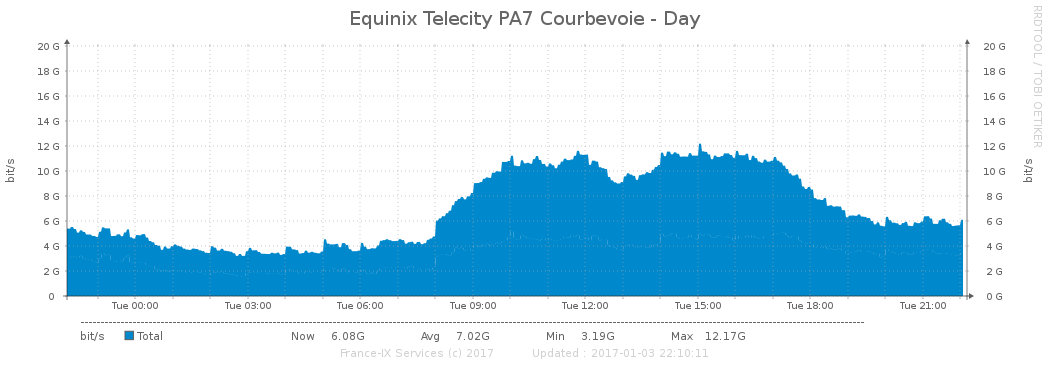 Equinix Telecity PA7 Courbevoie - Day
RRDTOOL / TOBI OETIKER
20 G 20 G
18 G 18 G
16 G 16 G
14 G 14 G
12 G 12 G
10 G 10 G
8 G 8 G
6 G 6 G
4 G 4 G
2 G 2 G
0 0 G
bit/s
bit/s
Tue 00:00 Tue 03:00 Tue 06:00 Tue 09:00 Tue 12:00 Tue 15:00 Tue 18:00 Tue 21:00
bit/s Total Now 6.08G Avg 7.02G Min 3.19G Max 12.17G
France-IX Services (c) 2017 Updated : 2017-01-03 22:10:11